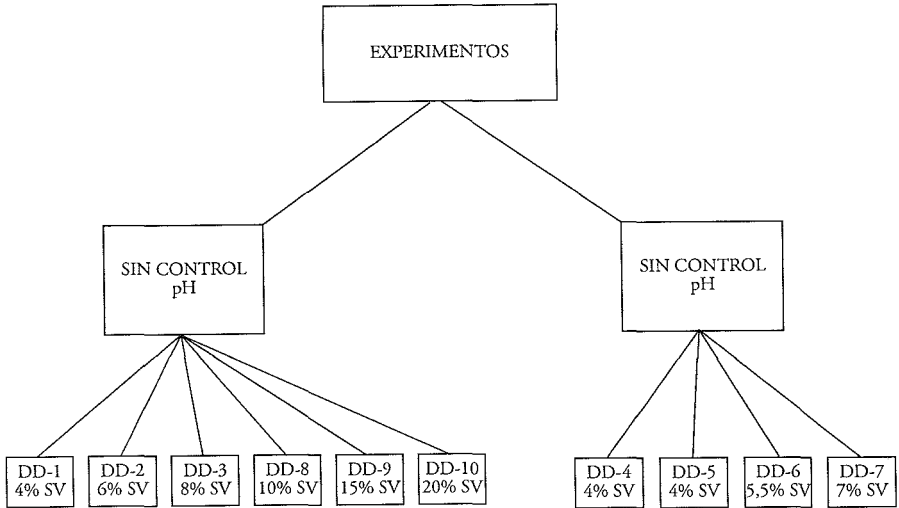 EXPERIMENTOS
SIN CONTROL
pH
SIN CONTROL
pH
DD-1
4% SV
DD-2
6% SV
DD-3
8% SV
DD-8
10% SV
DD-9
15% SV
DD-10
20% SV
DD-4
4% SV
DD-5
4% SV
DD-6
5,5% SV
DD-7
7% SV